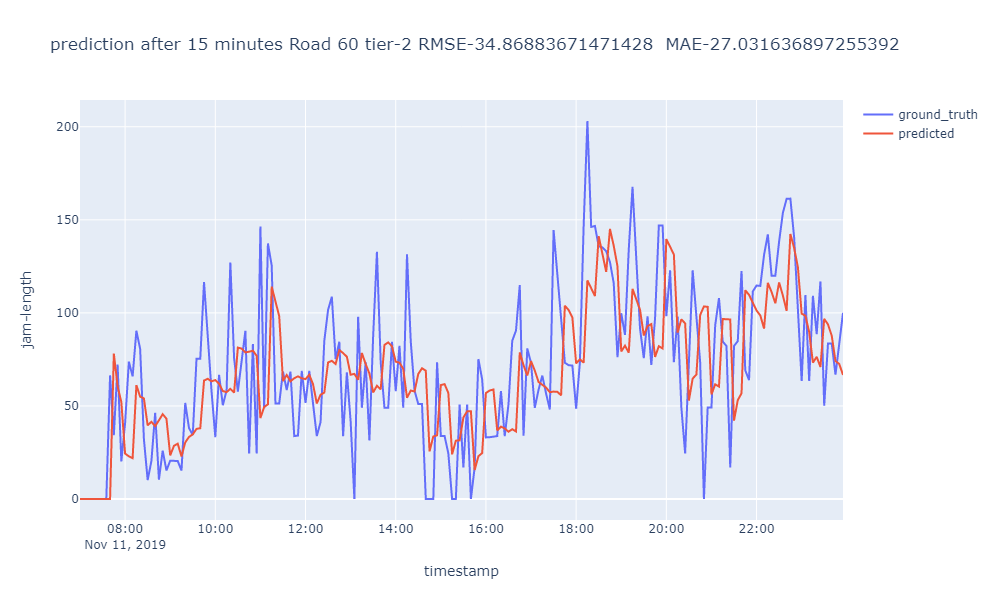 prediction after 15 minutes Road 60 tier-2 RMSE-34.86883671471428  MAE-27.031636897255392
ground_truth
predicted
200
150
100
50
0
jam-length
08:00 10:00 12:00 14:00 16:00 18:00 20:00 22:00
Nov 11, 2019
timestamp